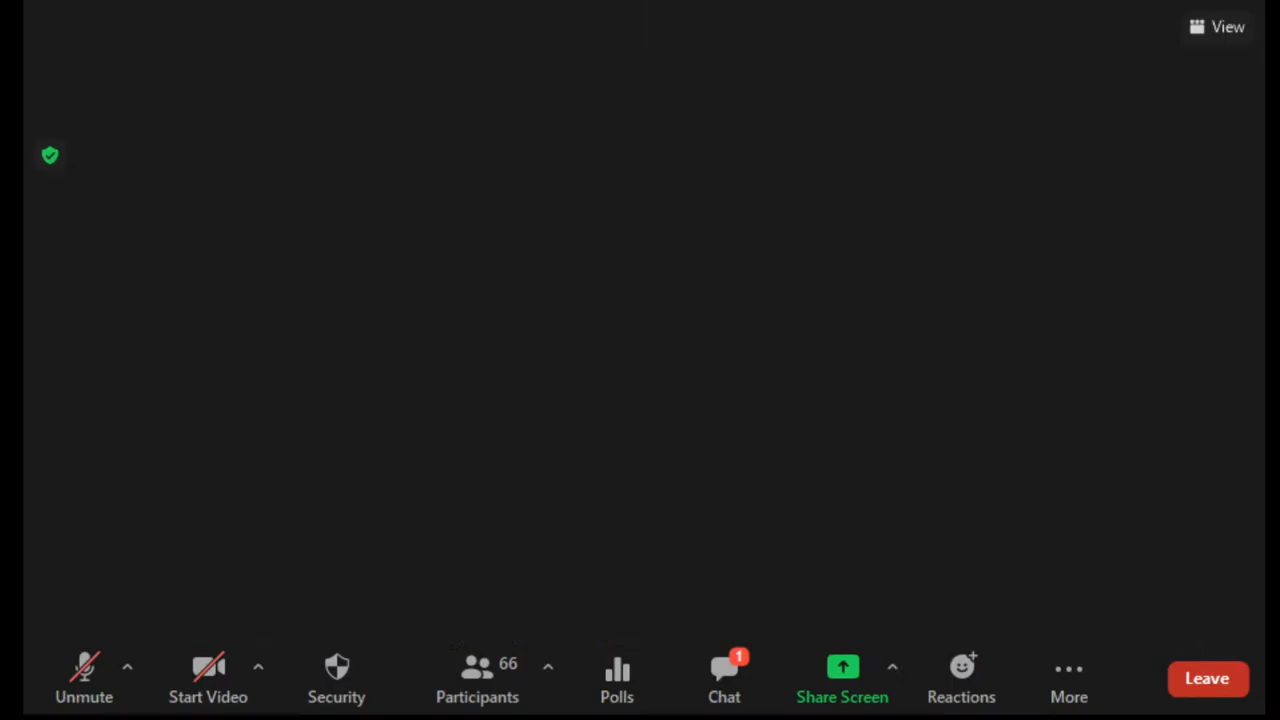 View
66
1
Unmute Start Video Security Participants Polls Chat Share Screen Reactions More Leave